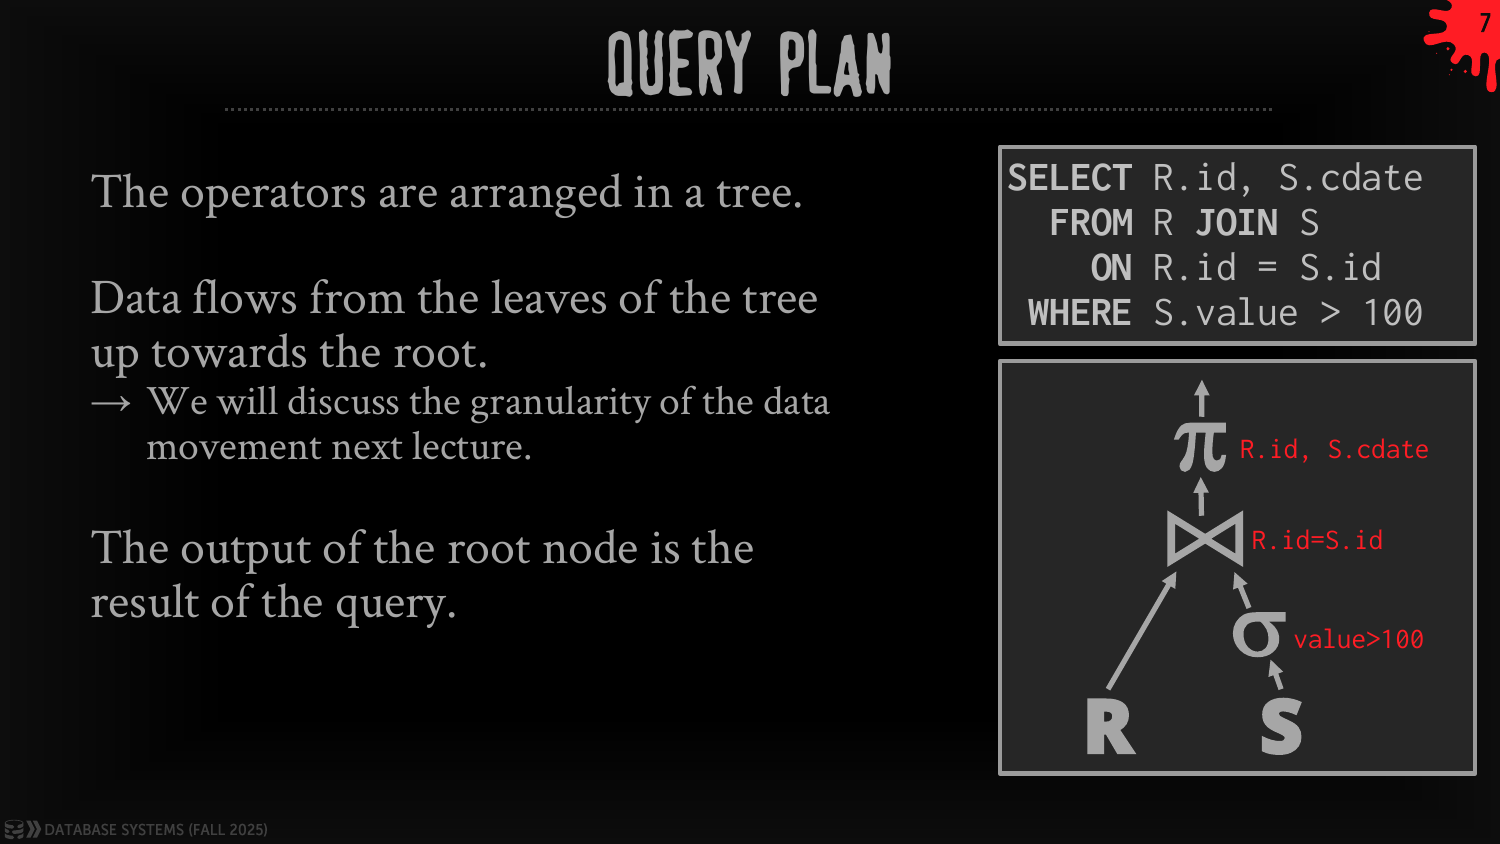 7
QUERY PLAN
The operators are arranged in a tree.
Data flows from the leaves of the tree
up towards the root.
→ We will discuss the granularity of the data
movement next lecture.
The output of the root node is the
result of the query.
SELECT R.id, S.cdate
FROM R JOIN S
ON R.id = S.id
WHERE S.value > 100
π R.id, S.cdate
⋈ R.id=S.id
σ value>100
R S
DATABASE SYSTEMS (FALL 2025)